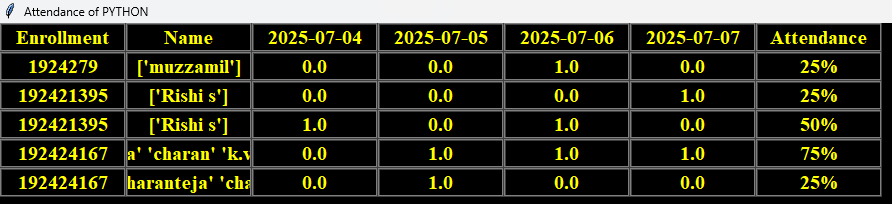 Attendance of PYTHON
Enrollment Name 2025-07-04 2025-07-05 2025-07-06 2025-07-07 Attendance
1924279 ['muzzamil'] 0.0 0.0 1.0 0.0 25%
192421395 ['Rishi s'] 0.0 0.0 0.0 1.0 25%
192421395 ['Rishi s'] 1.0 0.0 1.0 0.0 50%
192424167 a' 'charan' 'k.v 0.0 1.0 1.0 1.0 75%
192424167 haranteja' 'cha 0.0 1.0 0.0 0.0 25%